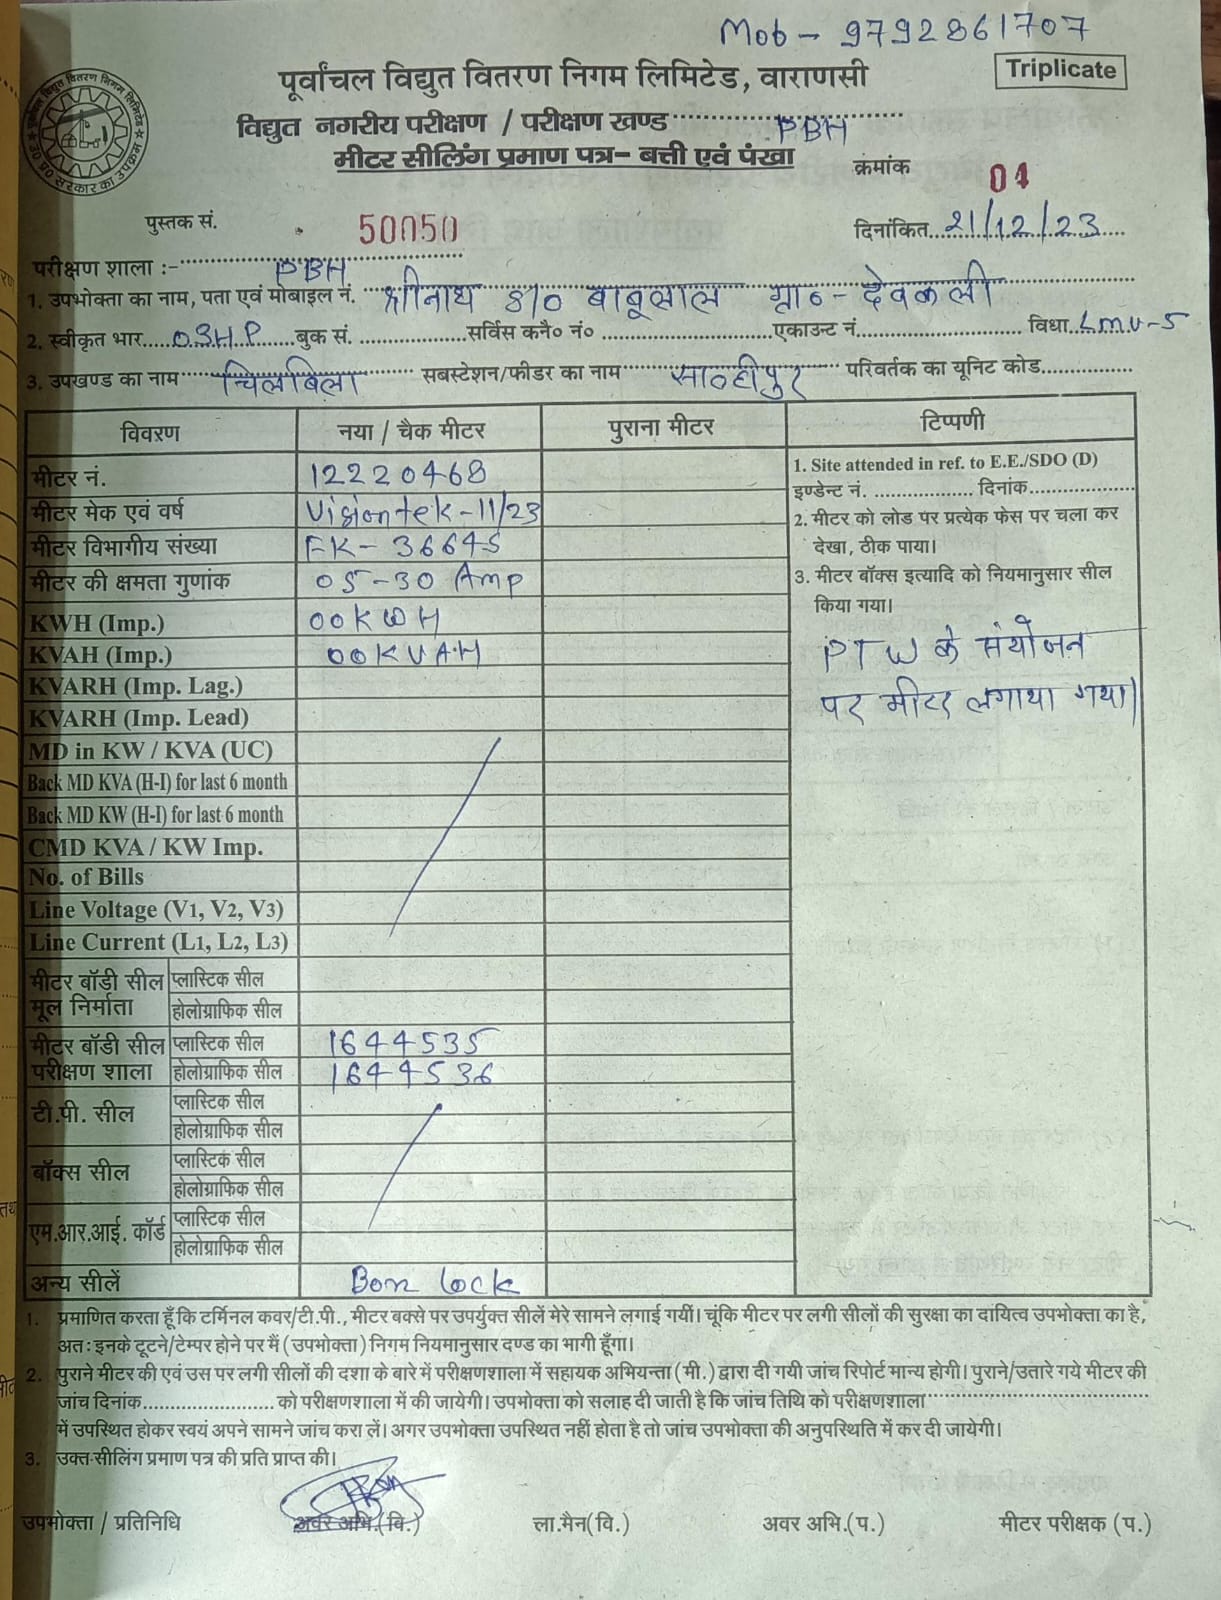 Mob - 9792861707
पूर्वांचल विद्युत वितरण निगम लिमिटेड, वाराणसी
Triplicate
विद्युत नगरीय परीक्षण / परीक्षण खण्ड PBH
मीटर सीलिंग प्रमाण पत्र- बत्ती एवं पंखा
क्रमांक 04
पुस्तक सं. 50050
दिनांकित 21/12/23
परीक्षण शाला :- PBH
1. उपभोक्ता का नाम, पता एवं मोबाइल नं. श्रीनाथ S/o बाबूलाल ग्रा०- देवकली
2. स्वीकृत भार 03H.P बुक सं. सर्विस कनै० नं० एकाउन्ट नं. विधा LMV-5
3. उपखण्ड का नाम चिलबिला सबस्टेशन/फीडर का नाम परिवर्तक का यूनिट कोड
विवरण नया / चैक मीटर पुराना मीटर टिप्पणी
मीटर नं. 12220468
मीटर मेक एवं वर्ष Visiontek-11/23
मीटर विभागीय संख्या EK- 36645
मीटर की क्षमता गुणांक 05-30 Amp
KWH (Imp.) 00KWH
KVAH (Imp.) 00KVAH
KVARH (Imp. Lag.)
KVARH (Imp. Lead)
MD in KW / KVA (UC)
Back MD KVA (H-I) for last 6 month
Back MD KW (H-I) for last 6 month
CMD KVA / KW Imp.
No. of Bills
Line Voltage (V1, V2, V3)
Line Current (L1, L2, L3)
1. Site attended in ref. to E.E./SDO (D)
इण्डेन्ट नं. दिनांक
2. मीटर को लोड पर प्रत्येक फेस पर चला कर
देखा, ठीक पाया।
3. मीटर बॉक्स इत्यादि को नियमानुसार सील
किया गया।
PTW के संयोजन
पर मीटर लगाया गया।
मीटर बॉडी सील प्लास्टिक सील
मूल निर्माता होलोग्राफिक सील
मीटर बॉडी सील प्लास्टिक सील 1644535
परीक्षण शाला होलोग्राफिक सील 1644536
टी.पी. सील प्लास्टिक सील
होलोग्राफिक सील
बॉक्स सील प्लास्टिक सील
होलोग्राफिक सील
एम.आर.आई. कॉर्ड प्लास्टिक सील
होलोग्राफिक सील
अन्य सीलें lock
1. प्रमाणित करता हूँ कि टर्मिनल कवर/टी.पी., मीटर बक्से पर उपर्युक्त सीलें मेरे सामने लगाई गयीं। चूंकि मीटर पर लगी सीलों की सुरक्षा का दायित्व उपभोक्ता का है,
अतः इनके टूटने/टेम्पर होने पर मैं (उपभोक्ता) निगम नियमानुसार दण्ड का भागी हूँगा।
2. पुराने मीटर की एवं उस पर लगी सीलों की दशा के बारे में परीक्षणशाला में सहायक अभियन्ता (मी.) द्वारा दी गयी जांच रिपोर्ट मान्य होगी। पुराने/उतारे गये मीटर की
जांच दिनांक को परीक्षणशाला में की जायेगी। उपभोक्ता को सलाह दी जाती है कि जांच तिथि को परीक्षणशाला
में उपस्थित होकर स्वयं अपने सामने जांच करा लें। अगर उपभोक्ता उपस्थित नहीं होता है तो जांच उपभोक्ता की अनुपस्थिति में कर दी जायेगी।
3. उक्त सीलिंग प्रमाण पत्र की प्रति प्राप्त की।
उपभोक्ता / प्रतिनिधि अवर अभि.(वि.) ला.मैन(वि.) अवर अभि.(प.) मीटर परीक्षक (प.)